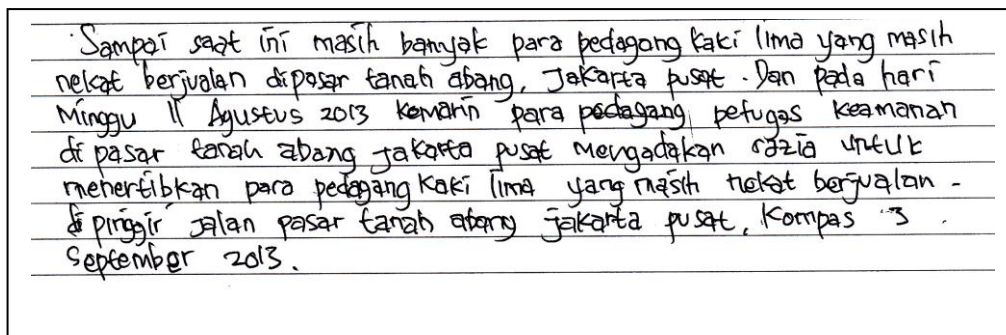 Sampai saat ini masih banyak para pedagang kaki lima yang masih
nekat berjualan dipasar tanah abang, Jakarta pusat. Dan pada hari
Minggu 11 Agustus 2013 kemarin para pedagang petugas keamanan
di pasar tanah abang jakarta pusat mengadakan razia untuk
menertibkan para pedagang kaki lima yang masih nekat berjualan -
di pinggir jalan pasar tanah abang jakarta pusat, Kompas 3
September 2013.